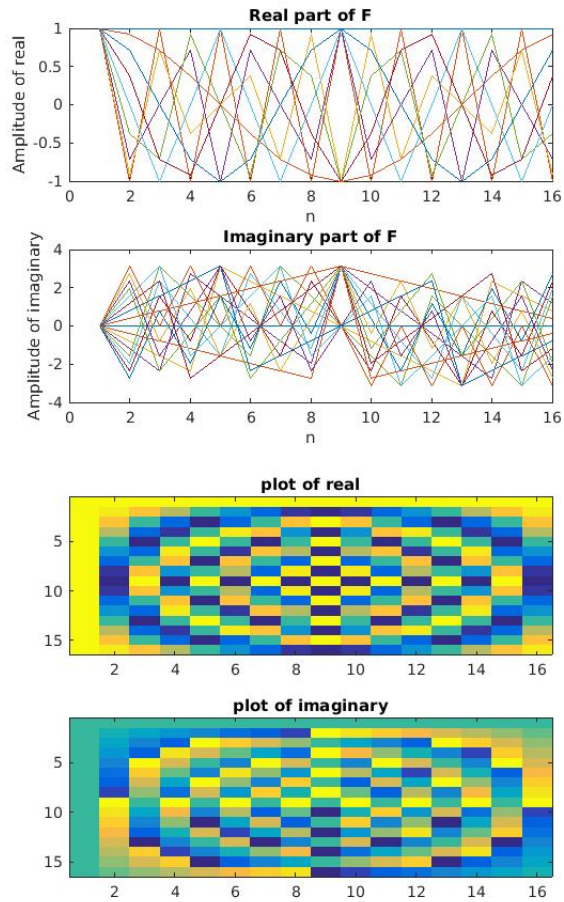 Real part of F
Amplitude of real
1
0.5
0
-0.5
-1
0 2 4 6 8 10 12 14 16
n
Imaginary part of F
Amplitude of imaginary
4
2
0
-2
-4
0 2 4 6 8 10 12 14 16
n
plot of real
5
10
15
2 4 6 8 10 12 14 16
plot of imaginary
5
10
15
2 4 6 8 10 12 14 16